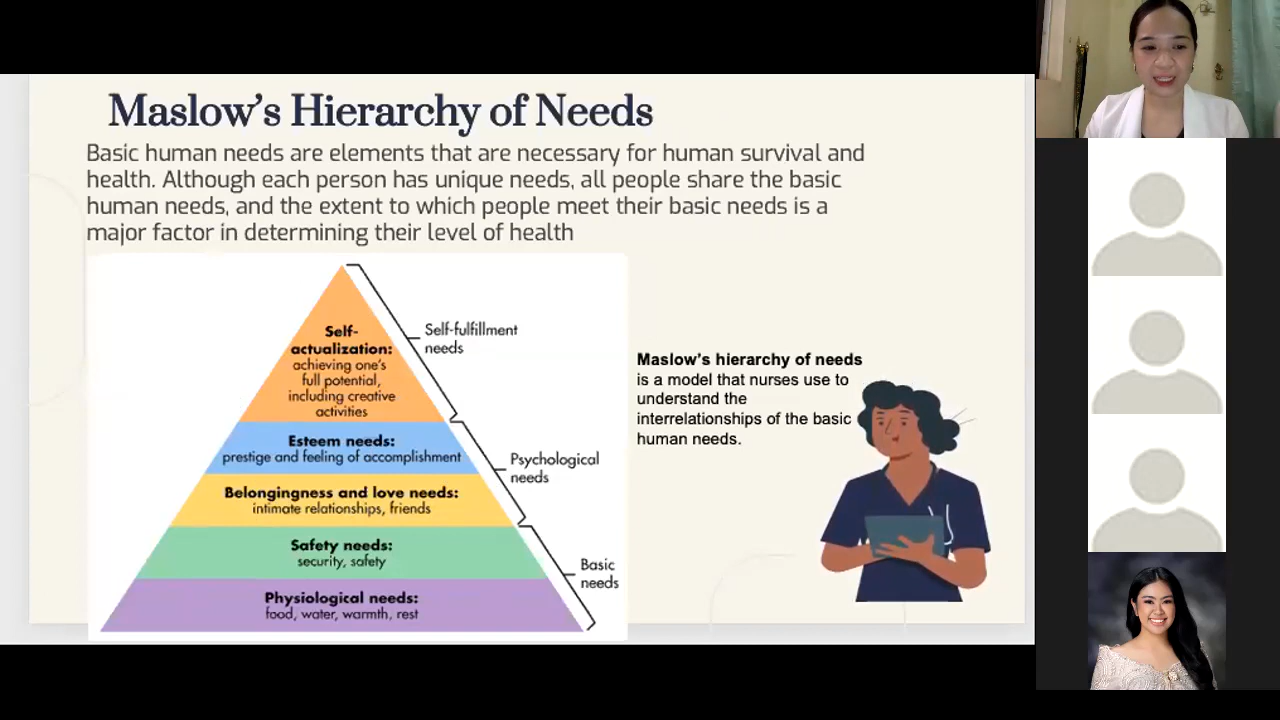 Maslow's Hierarchy of Needs
Basic human needs are elements that are necessary for human survival and
health. Although each person has unique needs, all people share the basic
human needs, and the extent to which people meet their basic needs is a
major factor in determining their level of health
Self-
actualization:
achieving one's
full potential,
including creative
activities
Self-fulfillment
needs
Esteem needs:
prestige and feeling of accomplishment
Psychological
needs
Belongingness and love needs:
intimate relationships, friends
Safety needs:
security, safety
Basic
needs
Physiological needs:
food, water, warmth, rest
Maslow's hierarchy of needs
is a model that nurses use to
understand the
interrelationships of the basic
human needs.